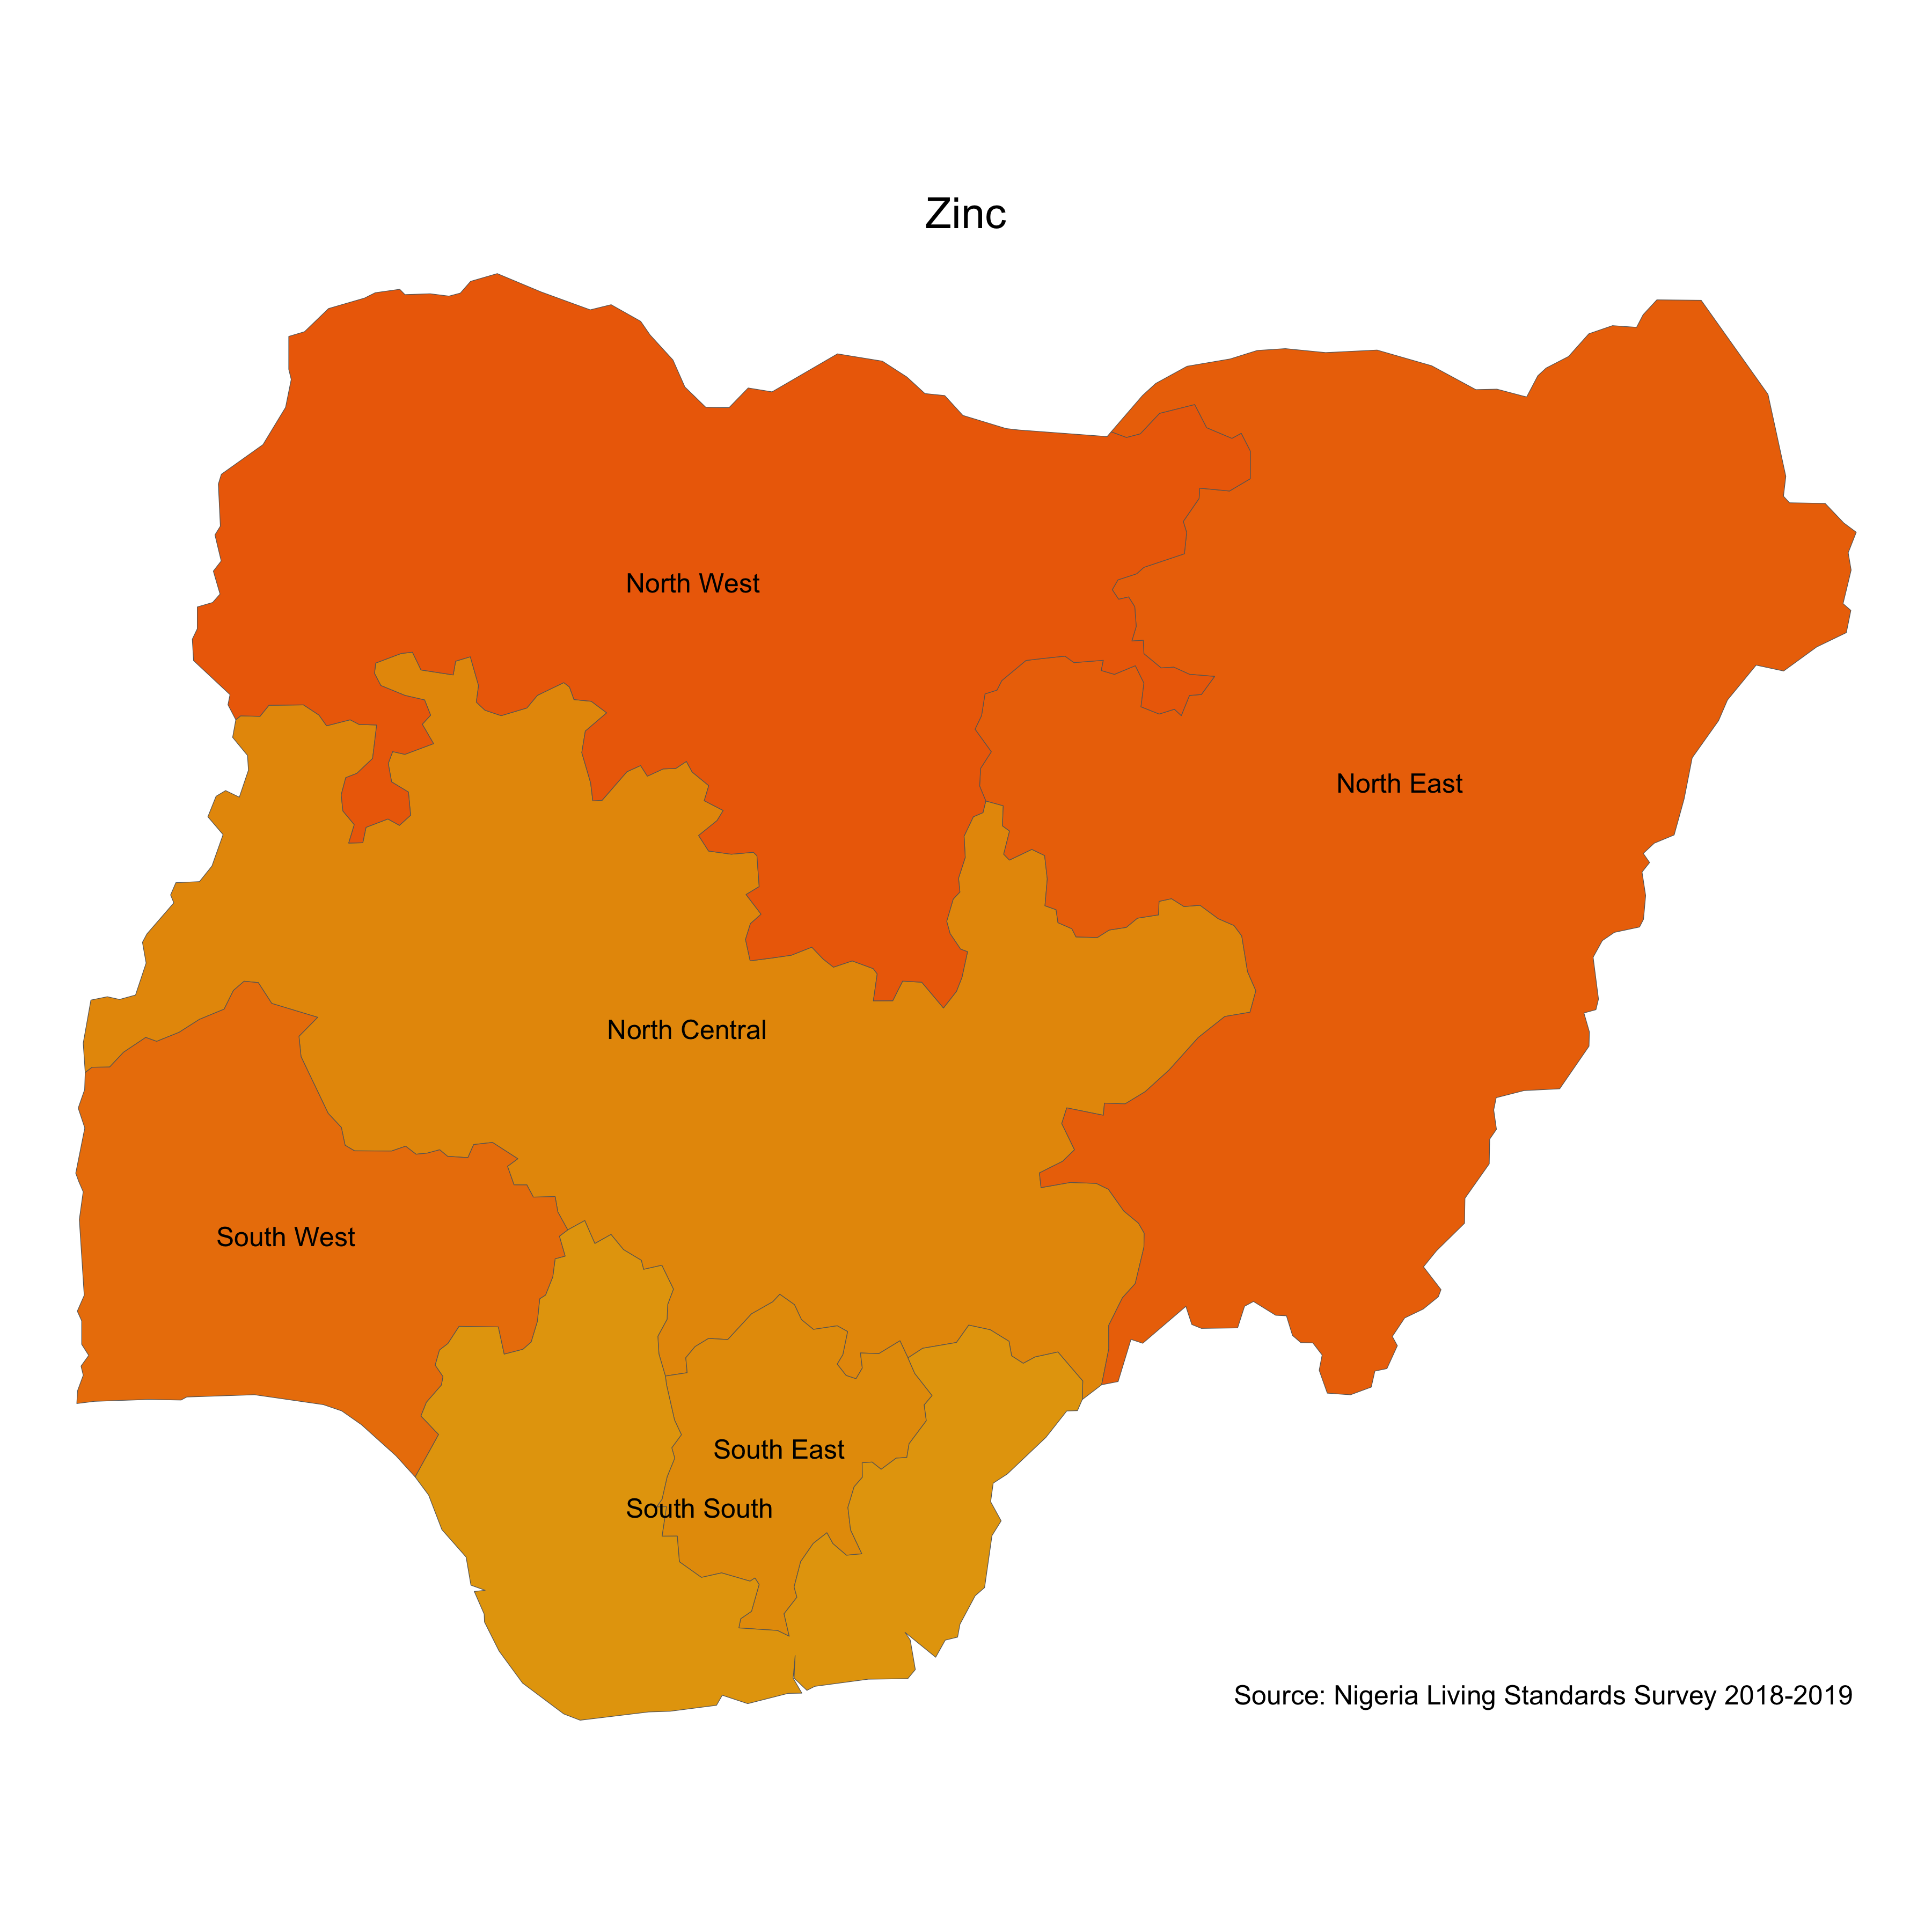 Zinc
North West
North East
North Central
South West
South East
South South
Source: Nigeria Living Standards Survey 2018-2019